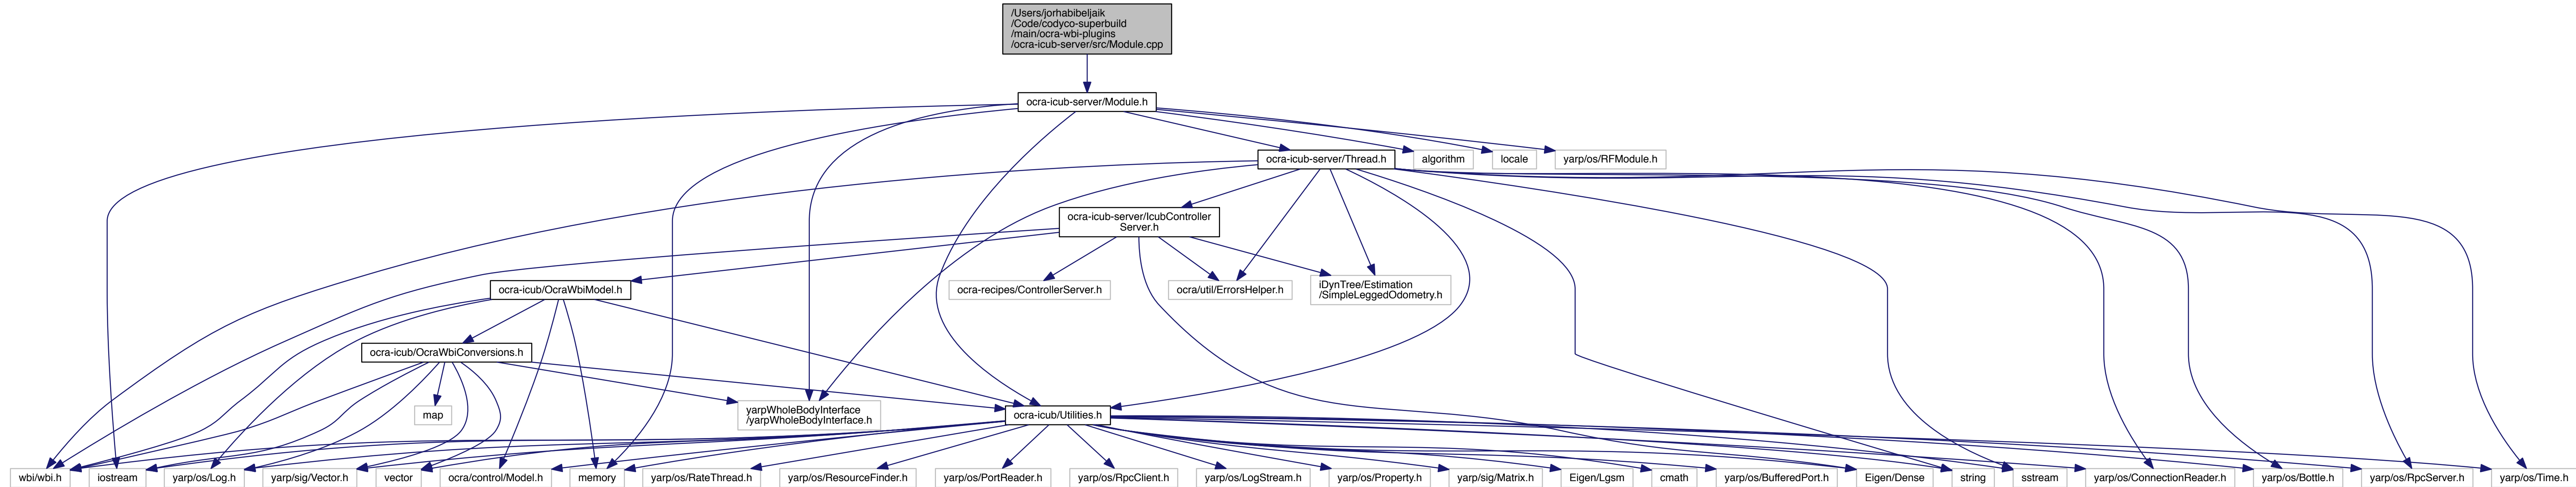 /Users/jorhabibeljaik
/Code/codyco-superbuild
/main/ocra-wbi-plugins
/ocra-icub-server/src/Module.cpp
ocra-icub-server/Module.h
ocra-icub-server/Thread.h
algorithm
locale
yarp/os/RFModule.h
ocra-icub-server/IcubController
Server.h
ocra-icub/OcraWbiModel.h
ocra-recipes/ControllerServer.h
ocra/util/ErrorsHelper.h
iDynTree/Estimation
/SimpleLeggedOdometry.h
ocra-icub/OcraWbiConversions.h
map
yarpWholeBodyInterface
/yarpWholeBodyInterface.h
ocra-icub/Utilities.h
wbi/wbi.h
iostream
yarp/os/Log.h
yarp/sig/Vector.h
vector
ocra/control/Model.h
memory
yarp/os/RateThread.h
yarp/os/ResourceFinder.h
yarp/os/PortReader.h
yarp/os/RpcClient.h
yarp/os/LogStream.h
yarp/os/Property.h
yarp/sig/Matrix.h
Eigen/Lgsm
cmath
yarp/os/BufferedPort.h
Eigen/Dense
string
sstream
yarp/os/ConnectionReader.h
yarp/os/Bottle.h
yarp/os/RpcServer.h
yarp/os/Time.h